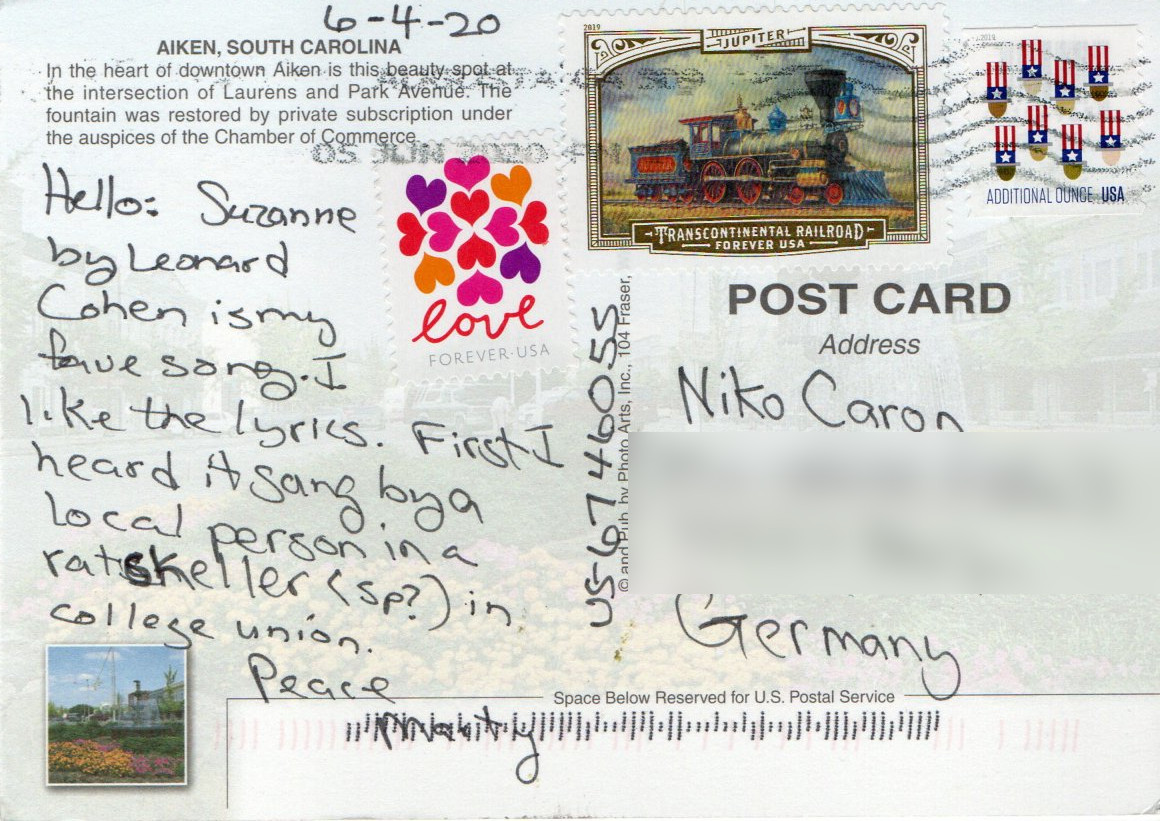 6-4-20
AIKEN, SOUTH CAROLINA
In the heart of downtown Aiken is this beauty spot at
the intersection of Laurens and Park Avenue. The
fountain was restored by private subscription under
the auspices of the Chamber of Commerce.
05 JUN 2020
Hello: Suzanne
by Leonard
Cohen is my
fave song. I
like the lyrics. First I
heard it sang by a
local person in a
ratskeller (sp?) in
college union.
Peace
Marty
love
FOREVER·USA
2019
JUPITER
TRANSCONTINENTAL RAILROAD
FOREVER USA
2019
ADDITIONAL OUNCE USA
POST CARD
Address
Niko Caron
Germany
US-6746055
© and Pub. by Photo Arts, Inc., 104 Fraser,
Space Below Reserved for U.S. Postal Service